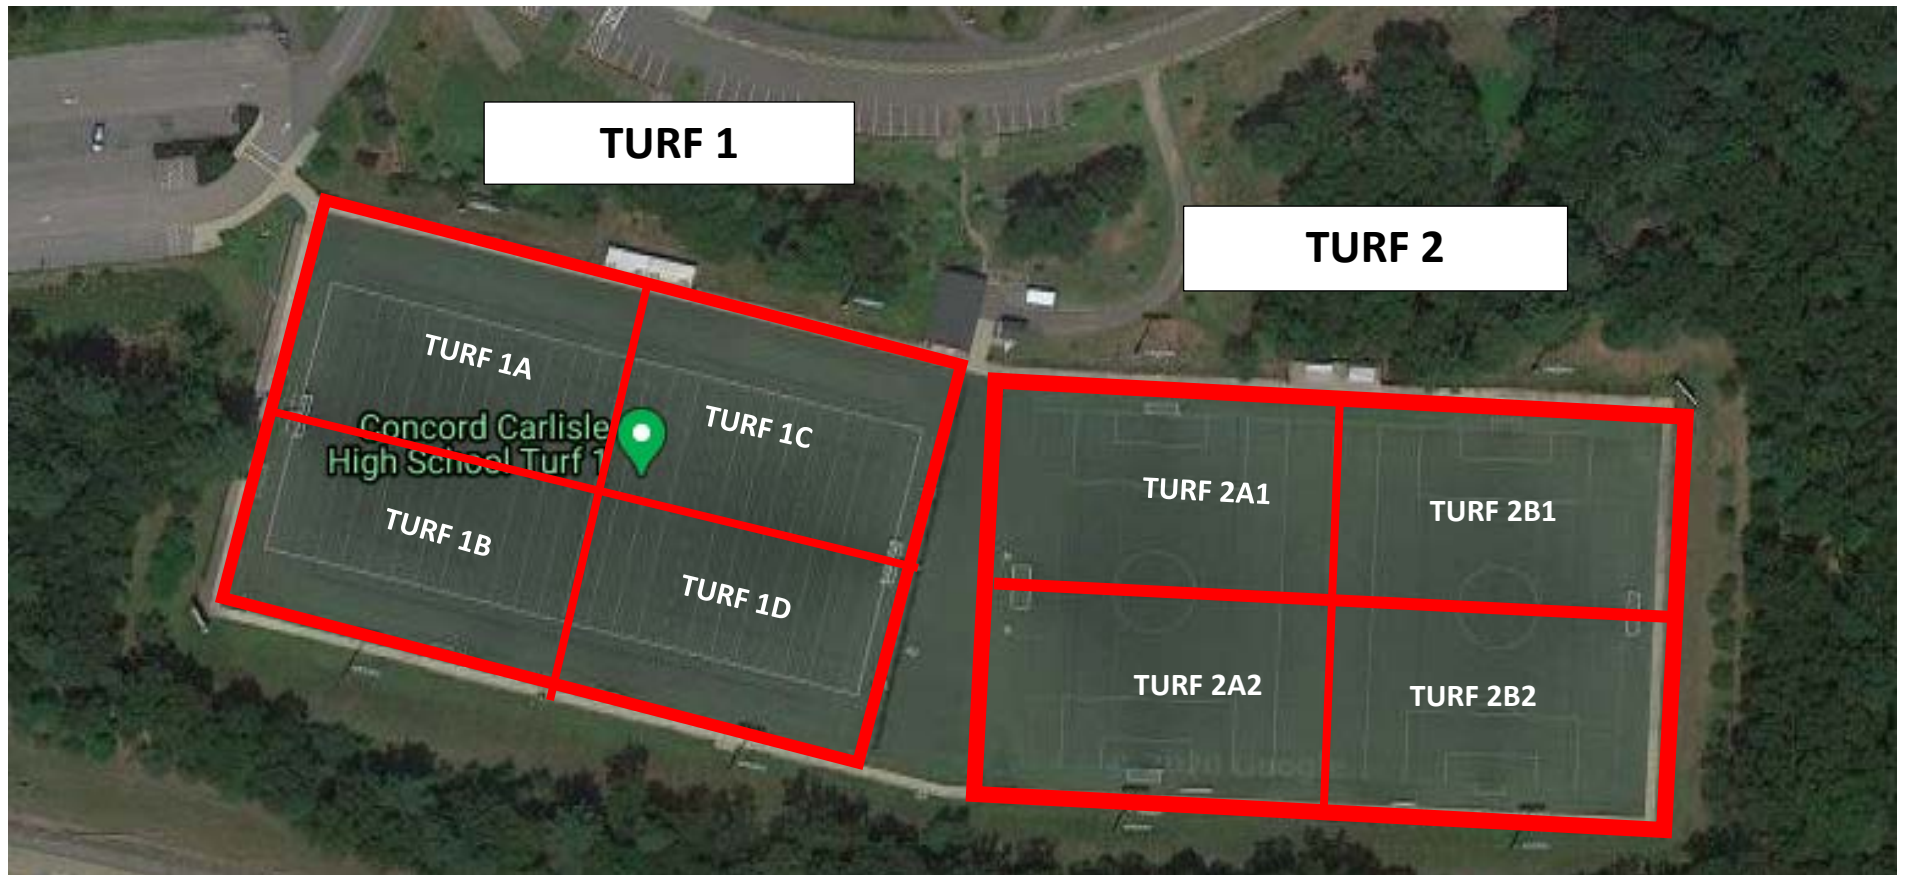 TURF 1
TURF 2
TURF 1A
TURF 1C
Concord Carlisle
High School Turf 1
TURF 1B
TURF 1D
TURF 2A1
TURF 2B1
TURF 2A2
TURF 2B2